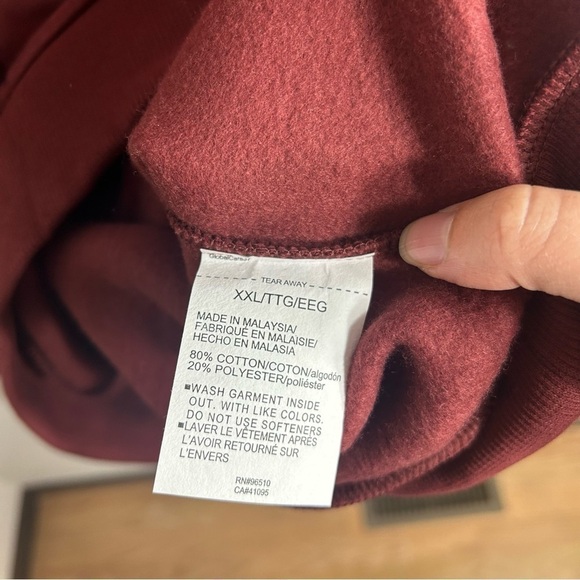 TEAR AWAY
XXL/TTG/EEG
MADE IN MALAYSIA/
FABRIQUÉ EN MALAISIE/
HECHO EN MALASIA
80% COTTON/COTON/algodón
20% POLYESTER/poliéster
■WASH GARMENT INSIDE
OUT. WITH LIKE COLORS.
DO NOT USE SOFTENERS
■LAVER LE VÊTEMENT APRÈS
L'AVOIR RETOURNÉ SUR
L'ENVERS
RN#96510
CA#41095